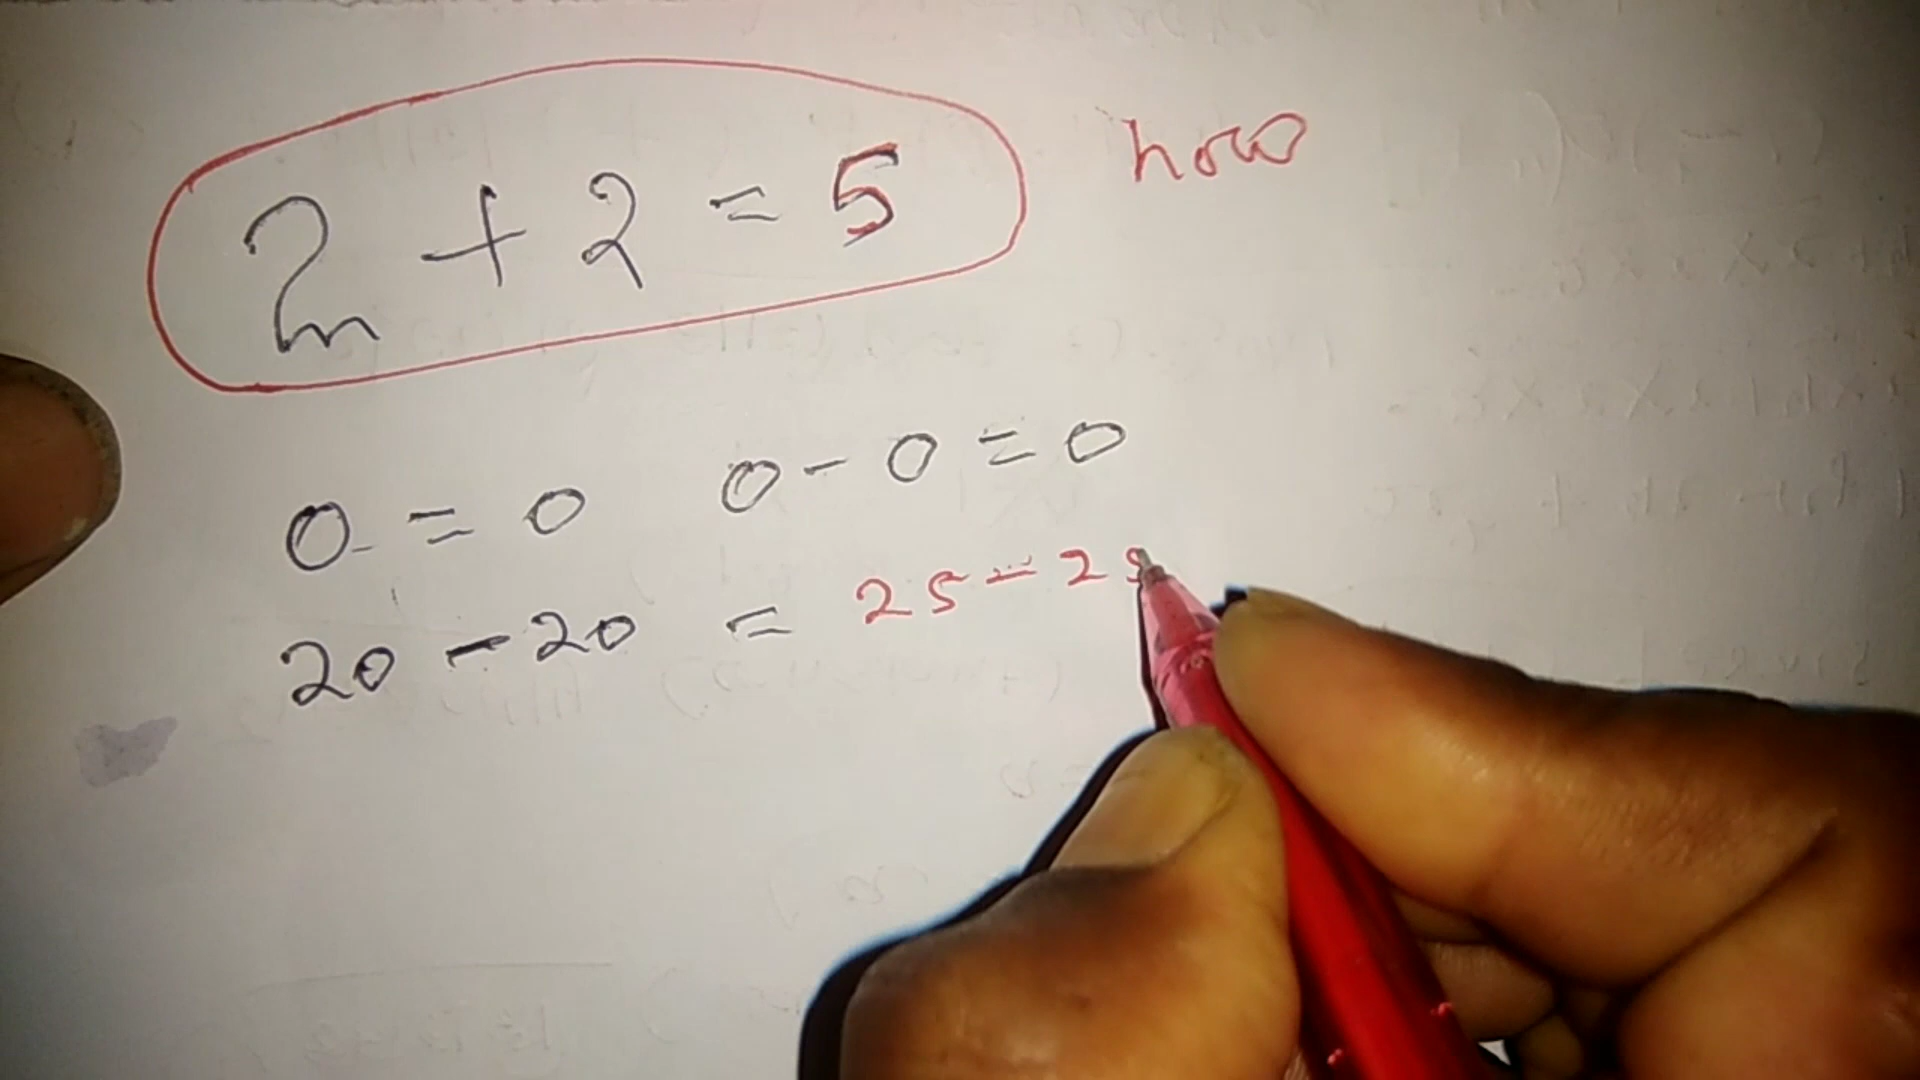 2 + 2 = 5 how
0 = 0 0 - 0 = 0
20 - 20 = 25 - 25